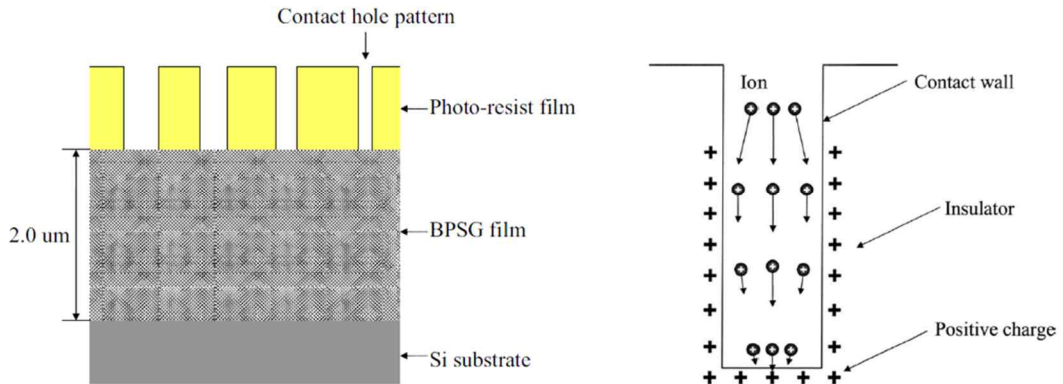 Contact hole pattern
Photo-resist film
2.0 um
BPSG film
Si substrate
Ion
Contact wall
Insulator
Positive charge